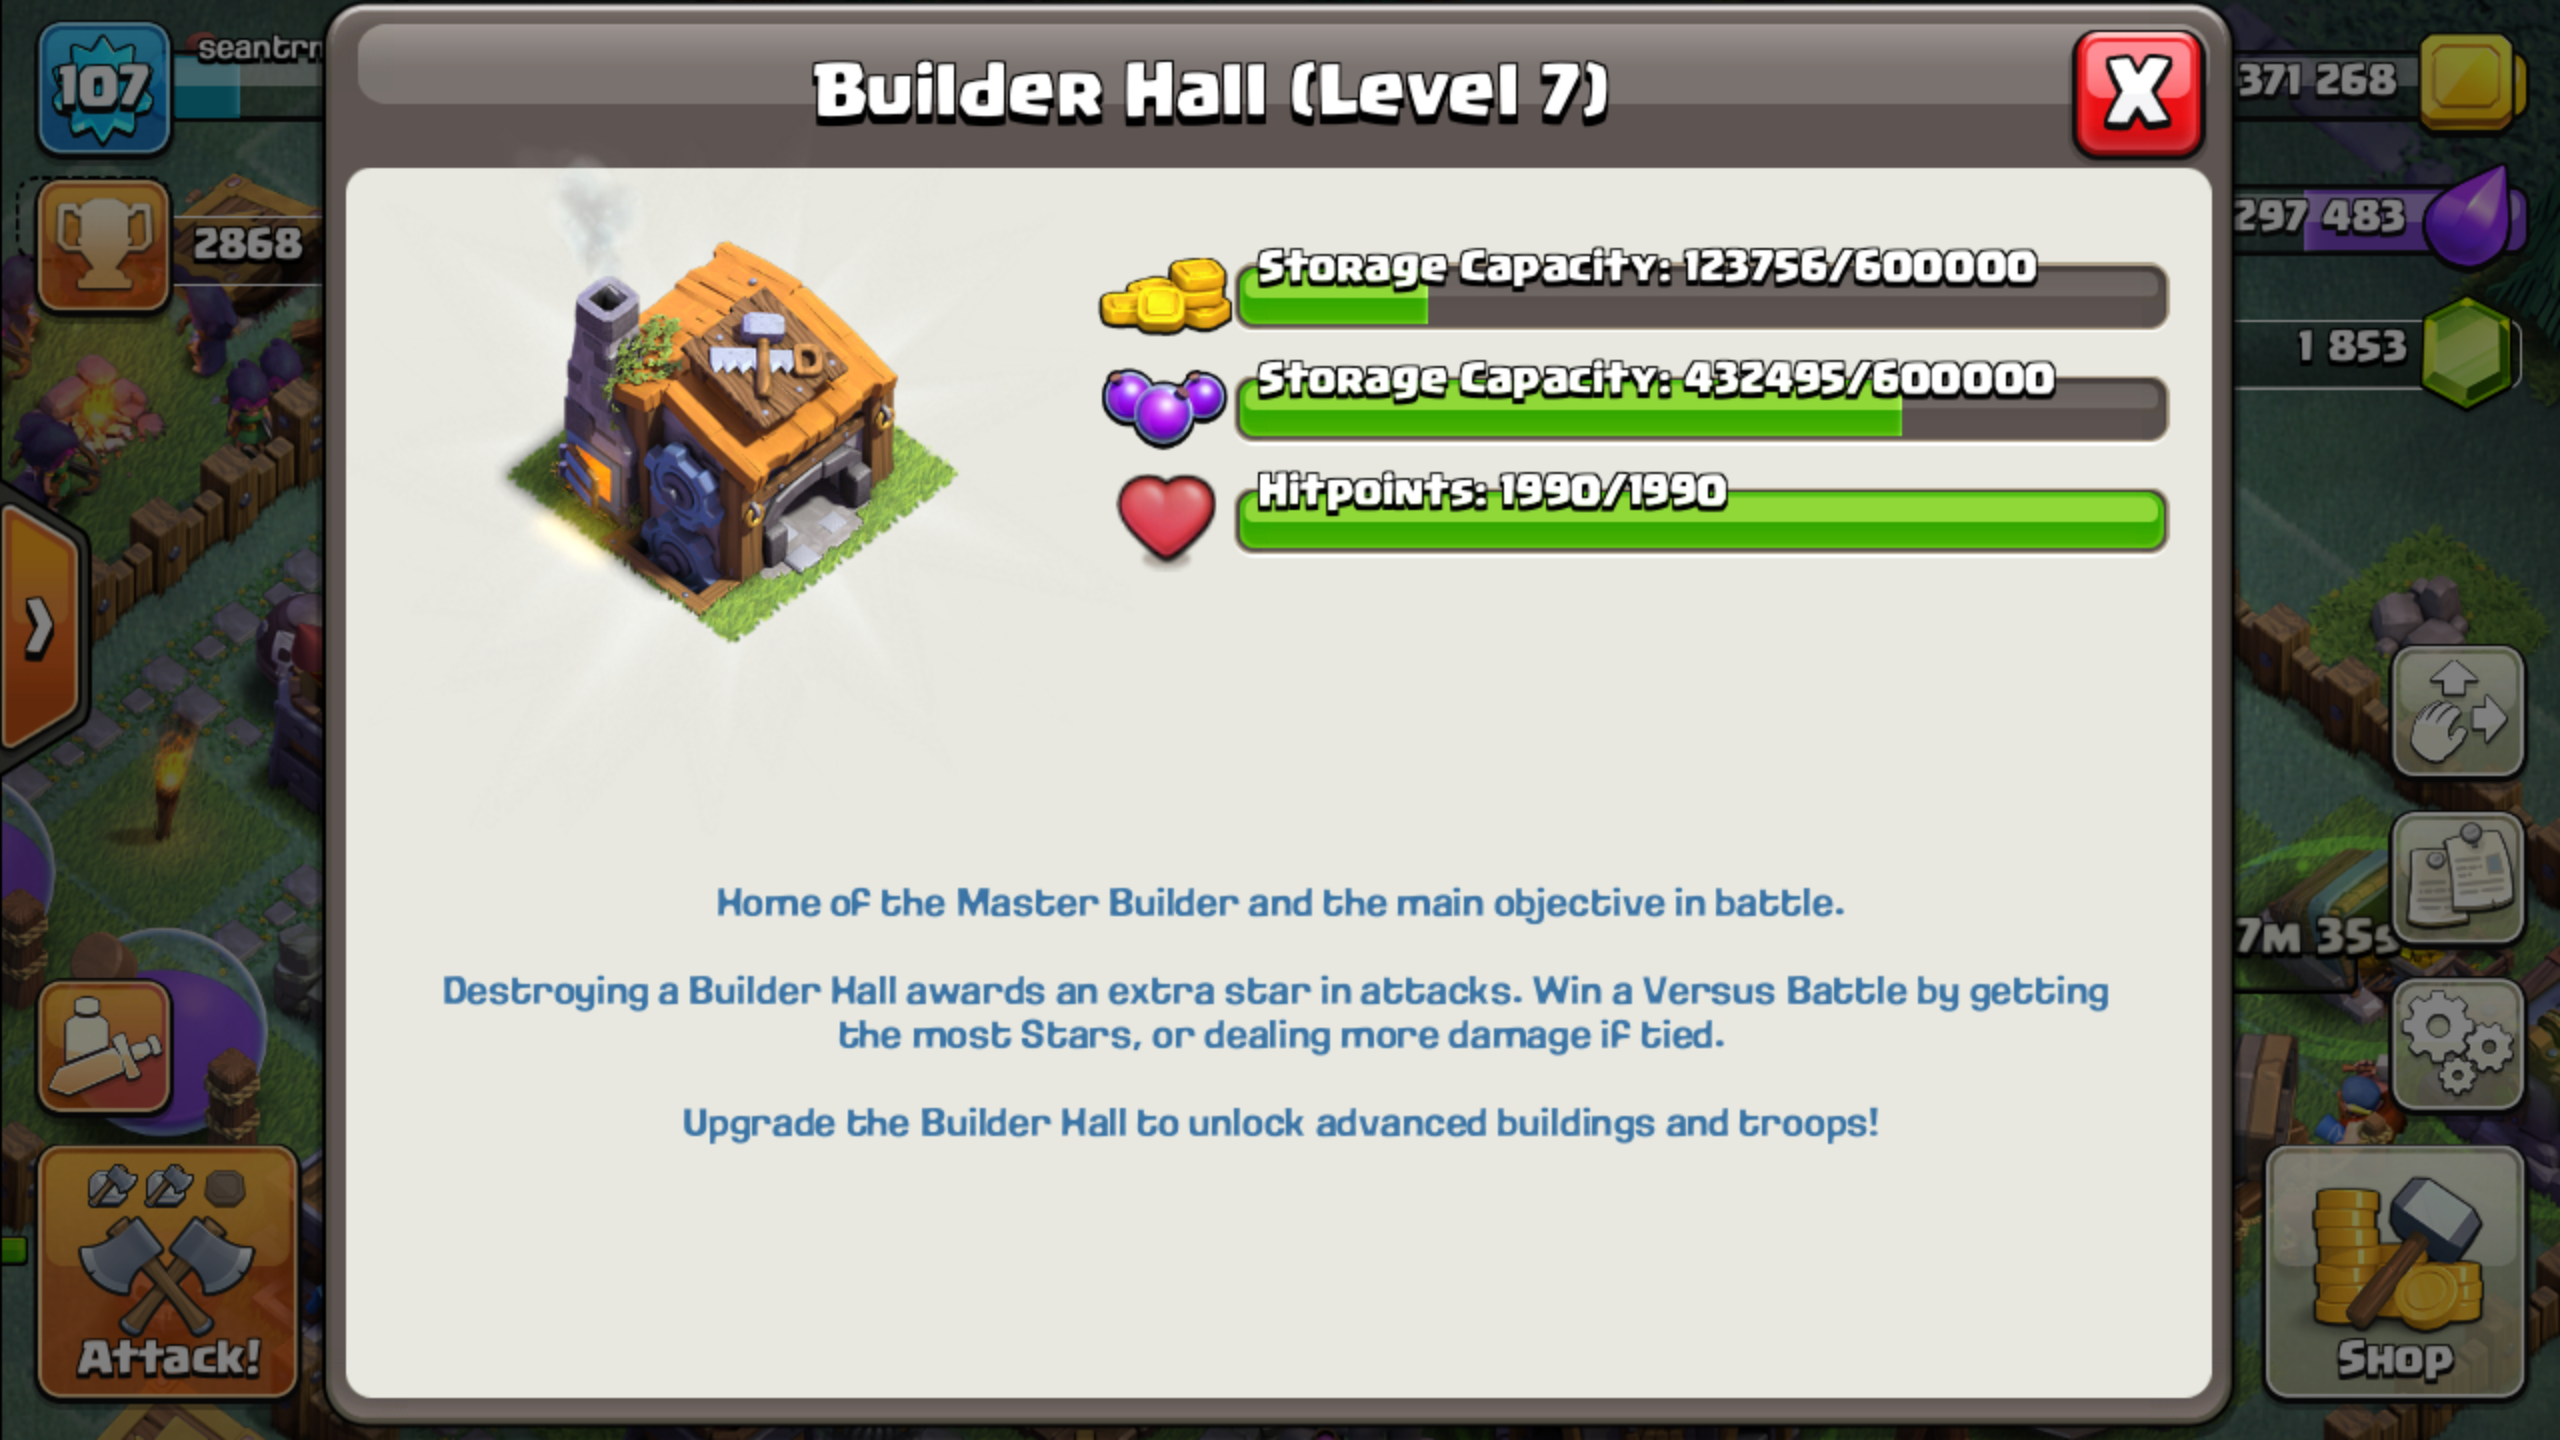 107
seantrn
Builder Hall (Level 7)
X
371 268
2868
297 483
1 853
Storage Capacity: 123756/600000
Storage Capacity: 432495/600000
Hitpoints: 1990/1990
Home of the Master Builder and the main objective in battle.
Destroying a Builder Hall awards an extra star in attacks. Win a Versus Battle by getting
the most Stars, or dealing more damage if tied.
Upgrade the Builder Hall to unlock advanced buildings and troops!
7M 35s
Attack!
Shop